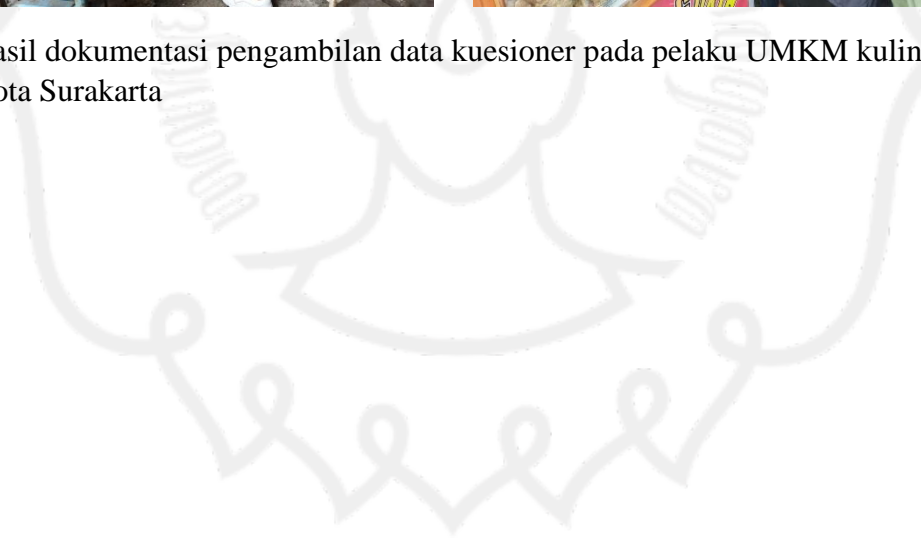 asil dokumentasi pengambilan data kuesioner pada pelaku UMKM kulin
ota Surakarta